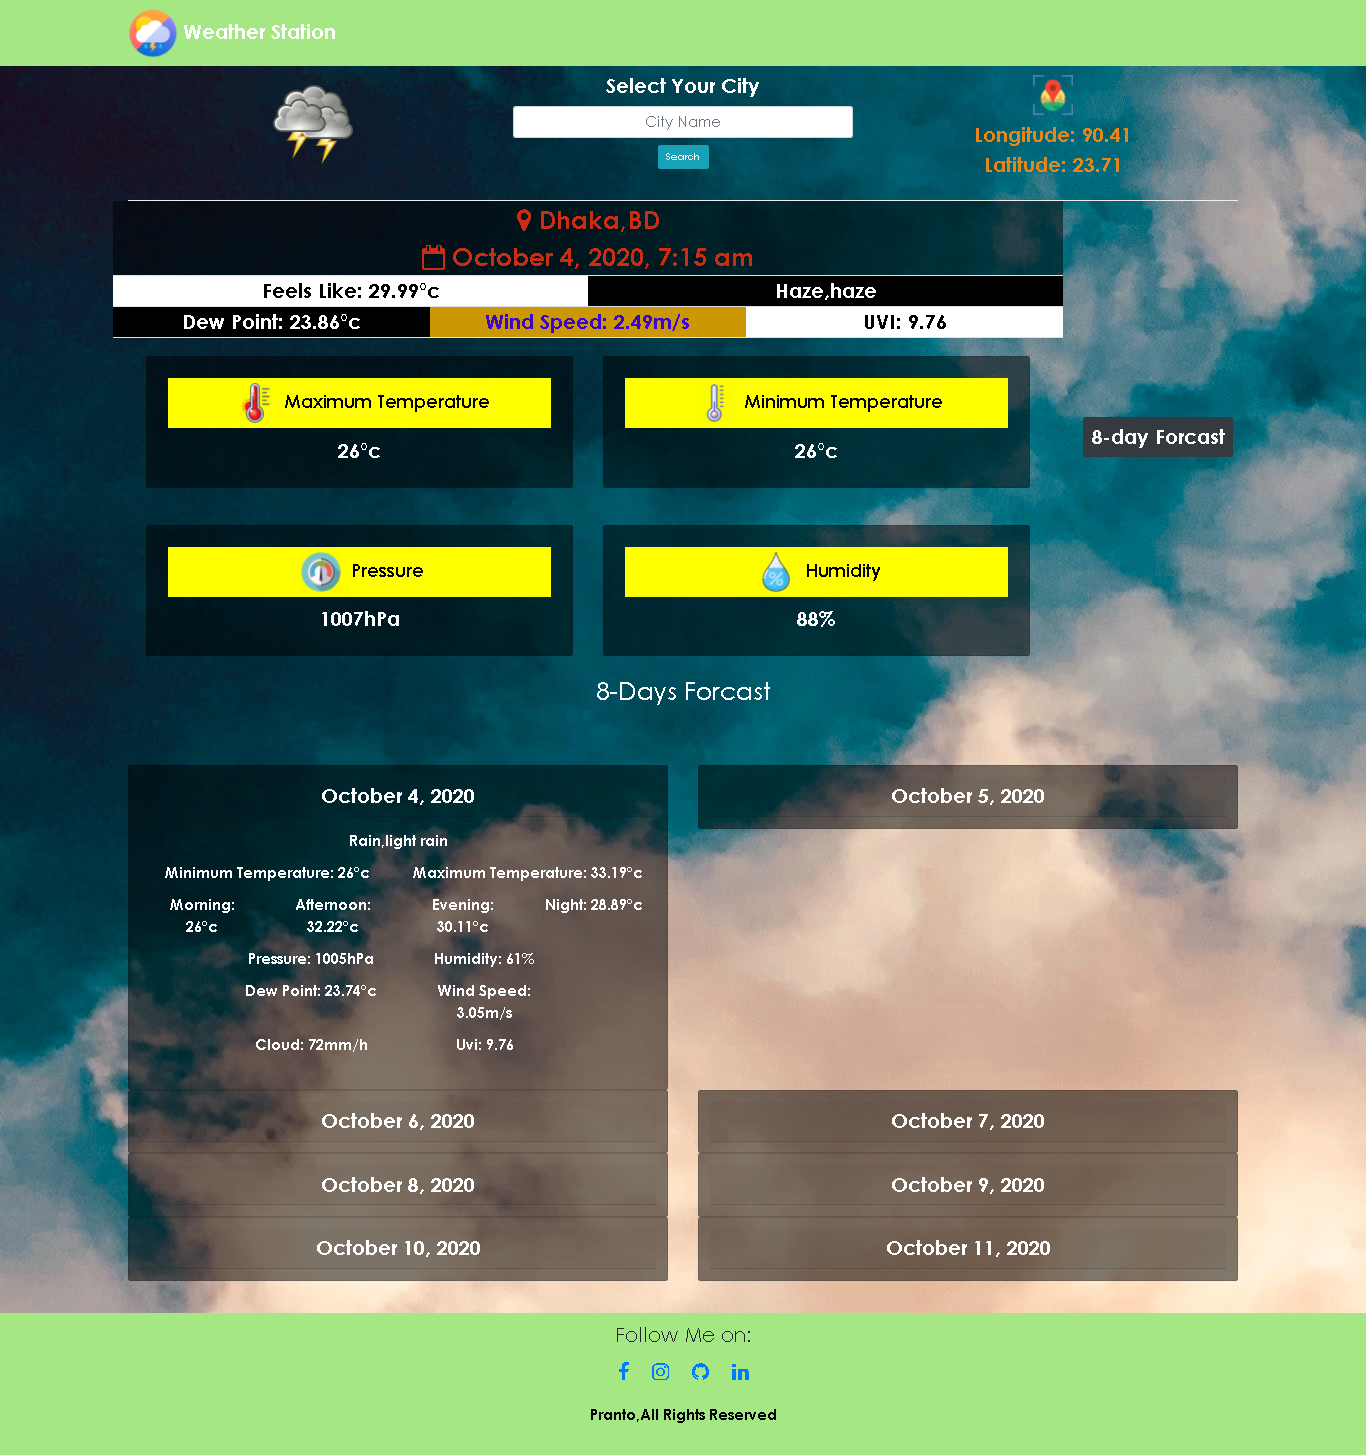 Weather Station
Select Your City
City Name
Search
Longitude: 90.41
Latitude: 23.71
Dhaka,BD
October 4, 2020, 7:15 am
Feels Like: 29.99°c
Haze,haze
Dew Point: 23.86°c
Wind Speed: 2.49m/s
UVI: 9.76
Maximum Temperature
26°c
Minimum Temperature
26°c
8-day Forcast
Pressure
1007hPa
Humidity
88%
8-Days Forcast
October 4, 2020
Rain,light rain
Minimum Temperature: 26°c
Maximum Temperature: 33.19°c
Morning:
26°c
Afternoon:
32.22°c
Evening:
30.11°c
Night: 28.89°c
Pressure: 1005hPa
Humidity: 61%
Dew Point: 23.74°c
Wind Speed:
3.05m/s
Cloud: 72mm/h
Uvi: 9.76
October 5, 2020
October 6, 2020
October 7, 2020
October 8, 2020
October 9, 2020
October 10, 2020
October 11, 2020
Follow Me on:
Pranto,All Rights Reserved